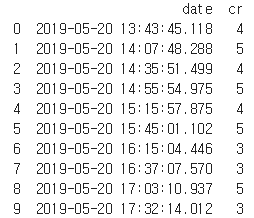 date cr
0 2019-05-20 13:43:45.118 4
1 2019-05-20 14:07:48.288 5
2 2019-05-20 14:35:51.499 4
3 2019-05-20 14:55:54.975 5
4 2019-05-20 15:15:57.875 4
5 2019-05-20 15:45:01.102 5
6 2019-05-20 16:15:04.446 3
7 2019-05-20 16:37:07.570 3
8 2019-05-20 17:03:10.937 5
9 2019-05-20 17:32:14.012 3